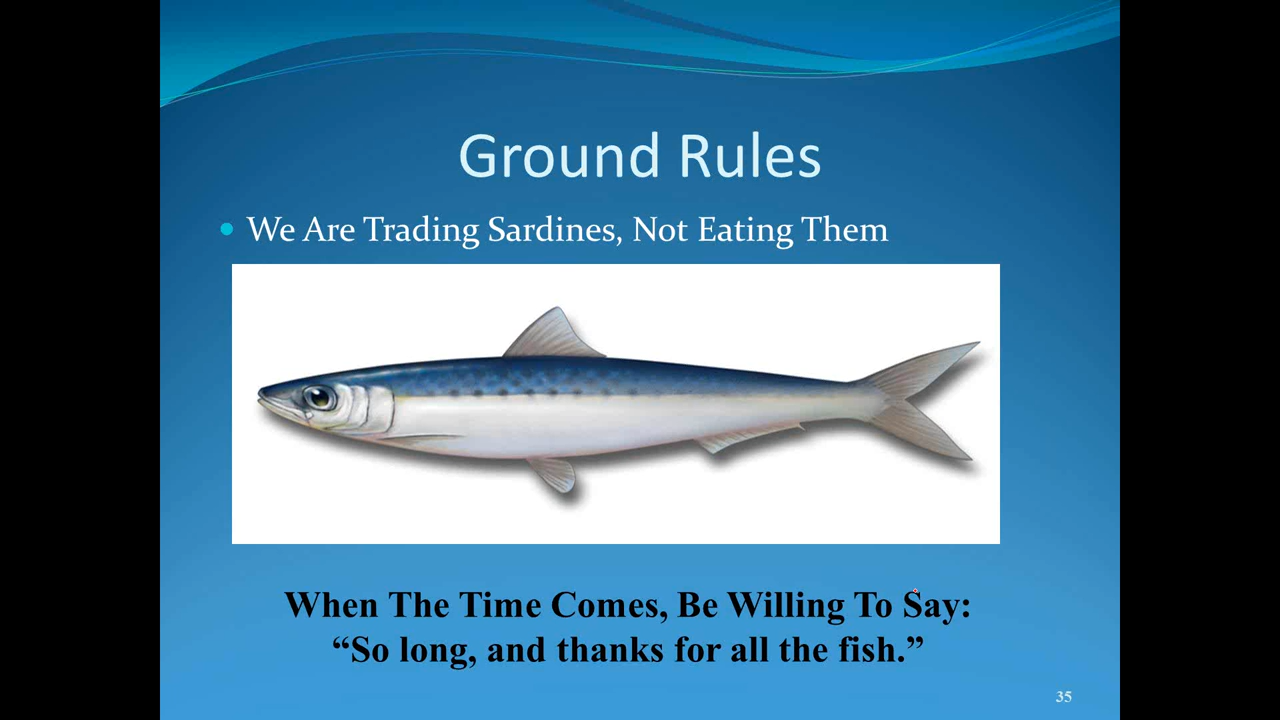 Ground Rules
We Are Trading Sardines, Not Eating Them
When The Time Comes, Be Willing To Say:
“So long, and thanks for all the fish.”
35